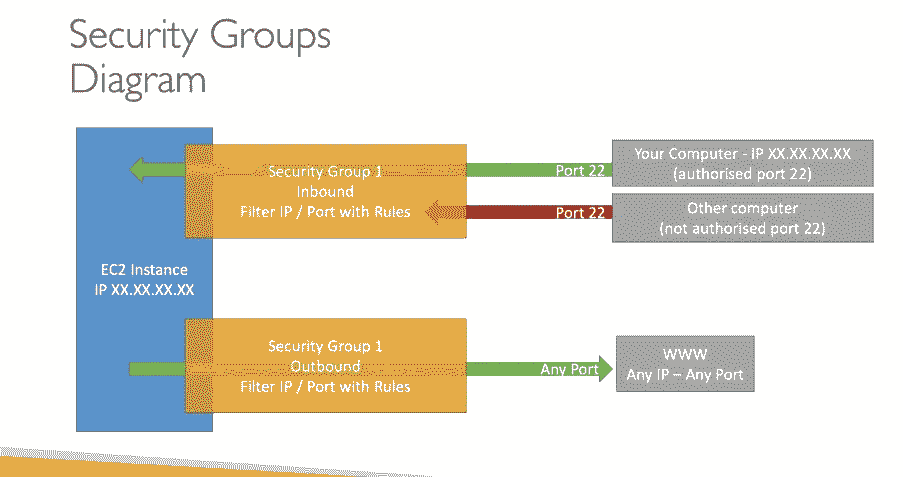 Security Groups
Diagram
Security Group 1
Inbound
Filter IP / Port with Rules
Port 22
Your Computer - IP XX.XX.XX.XX
(authorised port 22)
Port 22
Other computer
(not authorised port 22)
EC2 Instance
IP XX.XX.XX.XX
Security Group 1
Outbound
Filter IP / Port with Rules
Any Port
WWW
Any IP – Any Port